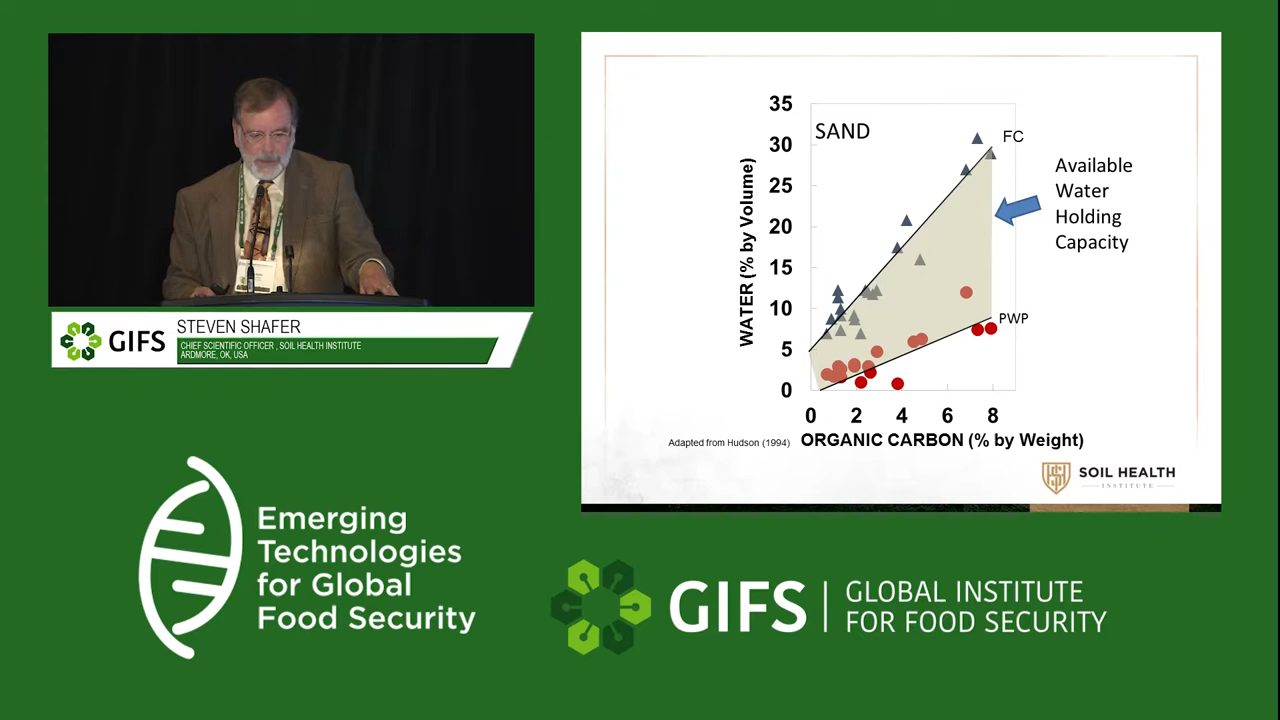 GIFS
STEVEN SHAFER
CHIEF SCIENTIFIC OFFICER , SOIL HEALTH INSTITUTE
ARDMORE, OK, USA
Emerging
Technologies
for Global
Food Security
SAND
FC
PWP
Available
Water
Holding
Capacity
WATER (% by Volume)
35
30
25
20
15
10
5
0
0 2 4 6 8
Adapted from Hudson (1994)
ORGANIC CARBON (% by Weight)
SOIL HEALTH
INSTITUTE
GIFS
GLOBAL INSTITUTE
FOR FOOD SECURITY